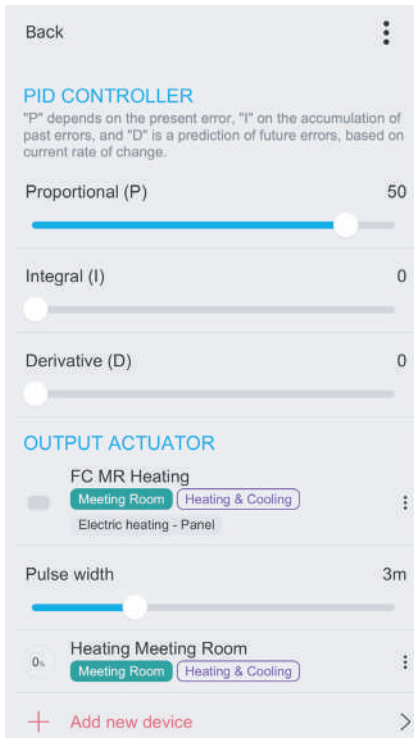 Back
PID CONTROLLER
"P" depends on the present error, "I" on the accumulation of
past errors, and "D" is a prediction of future errors, based on
current rate of change.
Proportional (P) 50
Integral (I) 0
Derivative (D) 0
OUTPUT ACTUATOR
FC MR Heating
Meeting Room Heating & Cooling
Electric heating - Panel
Pulse width 3m
Heating Meeting Room
0%
Meeting Room Heating & Cooling
+ Add new device >